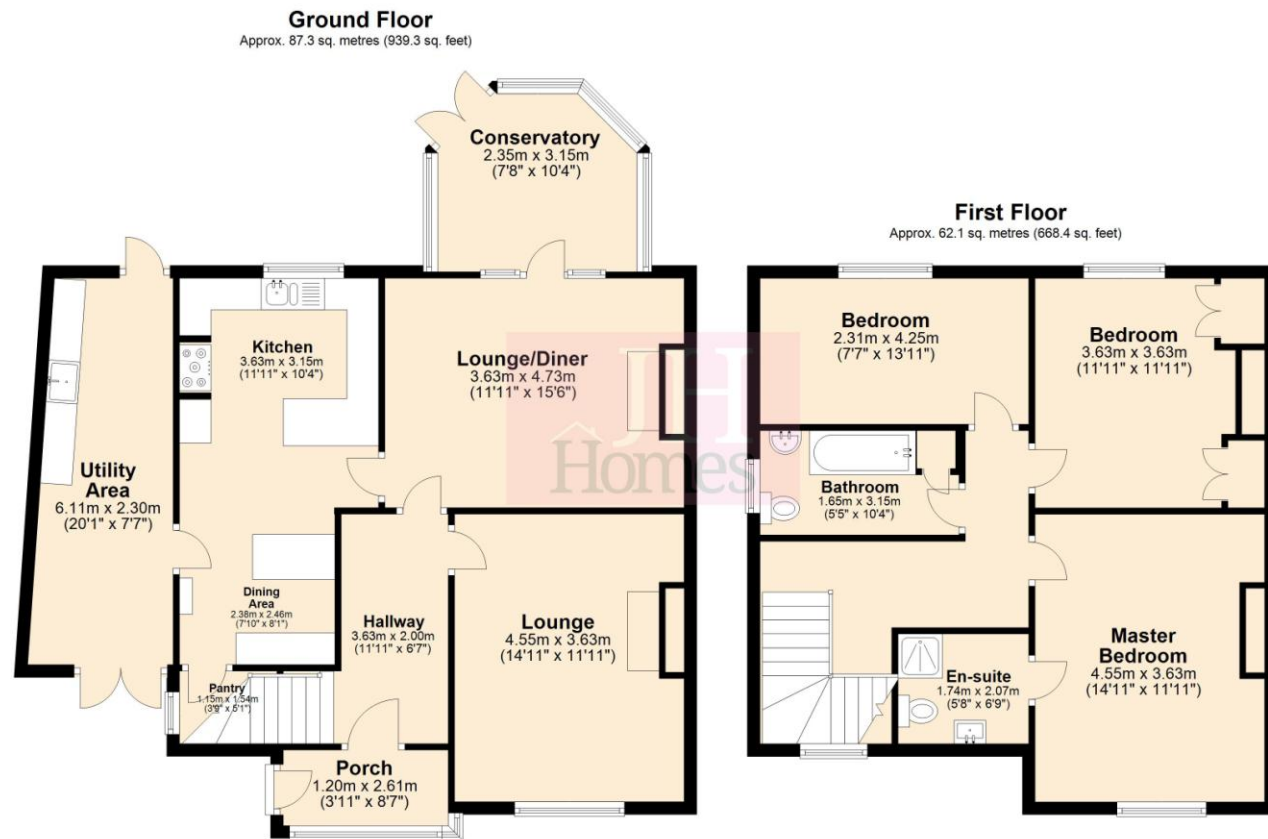 Ground Floor
Approx. 87.3 sq. metres (939.3 sq. feet)
Conservatory
2.35m x 3.15m
(7'8" x 10'4")
Kitchen
3.63m x 3.15m
(11'11" x 10'4")
Lounge/Diner
3.63m x 4.73m
(11'11" x 15'6")
Utility
Area
6.11m x 2.30m
(20'1" x 7'7")
Dining
Area
2.38m x 2.46m
(7'10" x 8'1")
Hallway
3.63m x 2.00m
(11'11" x 6'7")
Lounge
4.55m x 3.63m
(14'11" x 11'11")
Pantry
1.15m x 1.54m
(3'9" x 5'1")
Porch
1.20m x 2.61m
(3'11" x 8'7")
First Floor
Approx. 62.1 sq. metres (668.4 sq. feet)
Bedroom
2.31m x 4.25m
(7'7" x 13'11")
Bedroom
3.63m x 3.63m
(11'11" x 11'11")
Bathroom
1.65m x 3.15m
(5'5" x 10'4")
En-suite
1.74m x 2.07m
(5'8" x 6'9")
Master
Bedroom
4.55m x 3.63m
(14'11" x 11'11")
JH
Homes